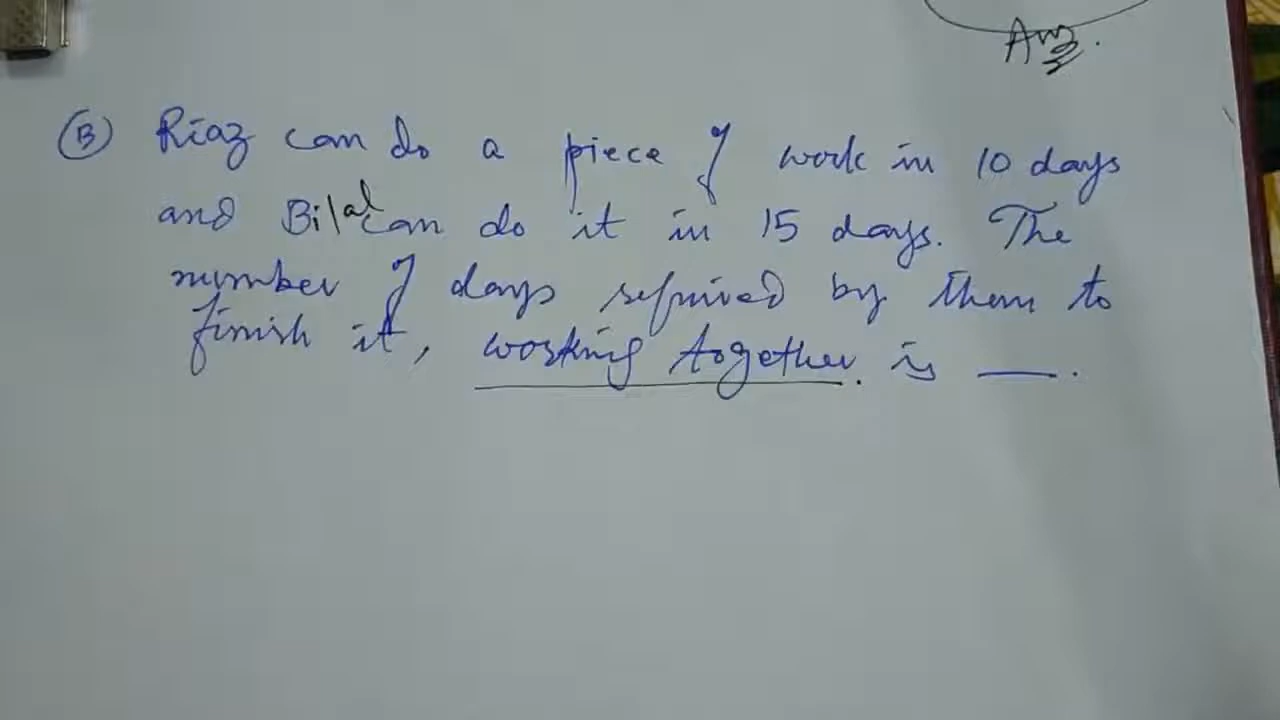 Ans.
(B) Riaz can do a piece of work in 10 days
and Bilal can do it in 15 days. The
number of days required by them to
finish it, working together. is ___.